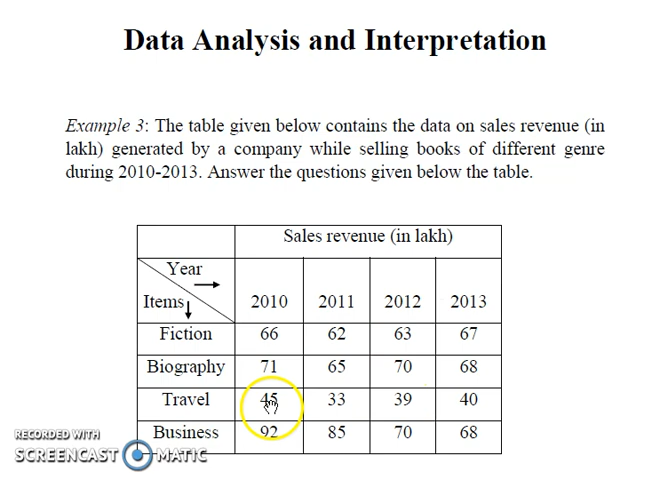 Data Analysis and Interpretation
Example 3: The table given below contains the data on sales revenue (in
lakh) generated by a company while selling books of different genre
during 2010-2013. Answer the questions given below the table.
Sales revenue (in lakh)
Year
Items 2010 2011 2012 2013
Fiction 66 62 63 67
Biography 71 65 70 68
Travel 45 33 39 40
Business 92 85 70 68
RECORDED WITH
SCREENCAST MATIC